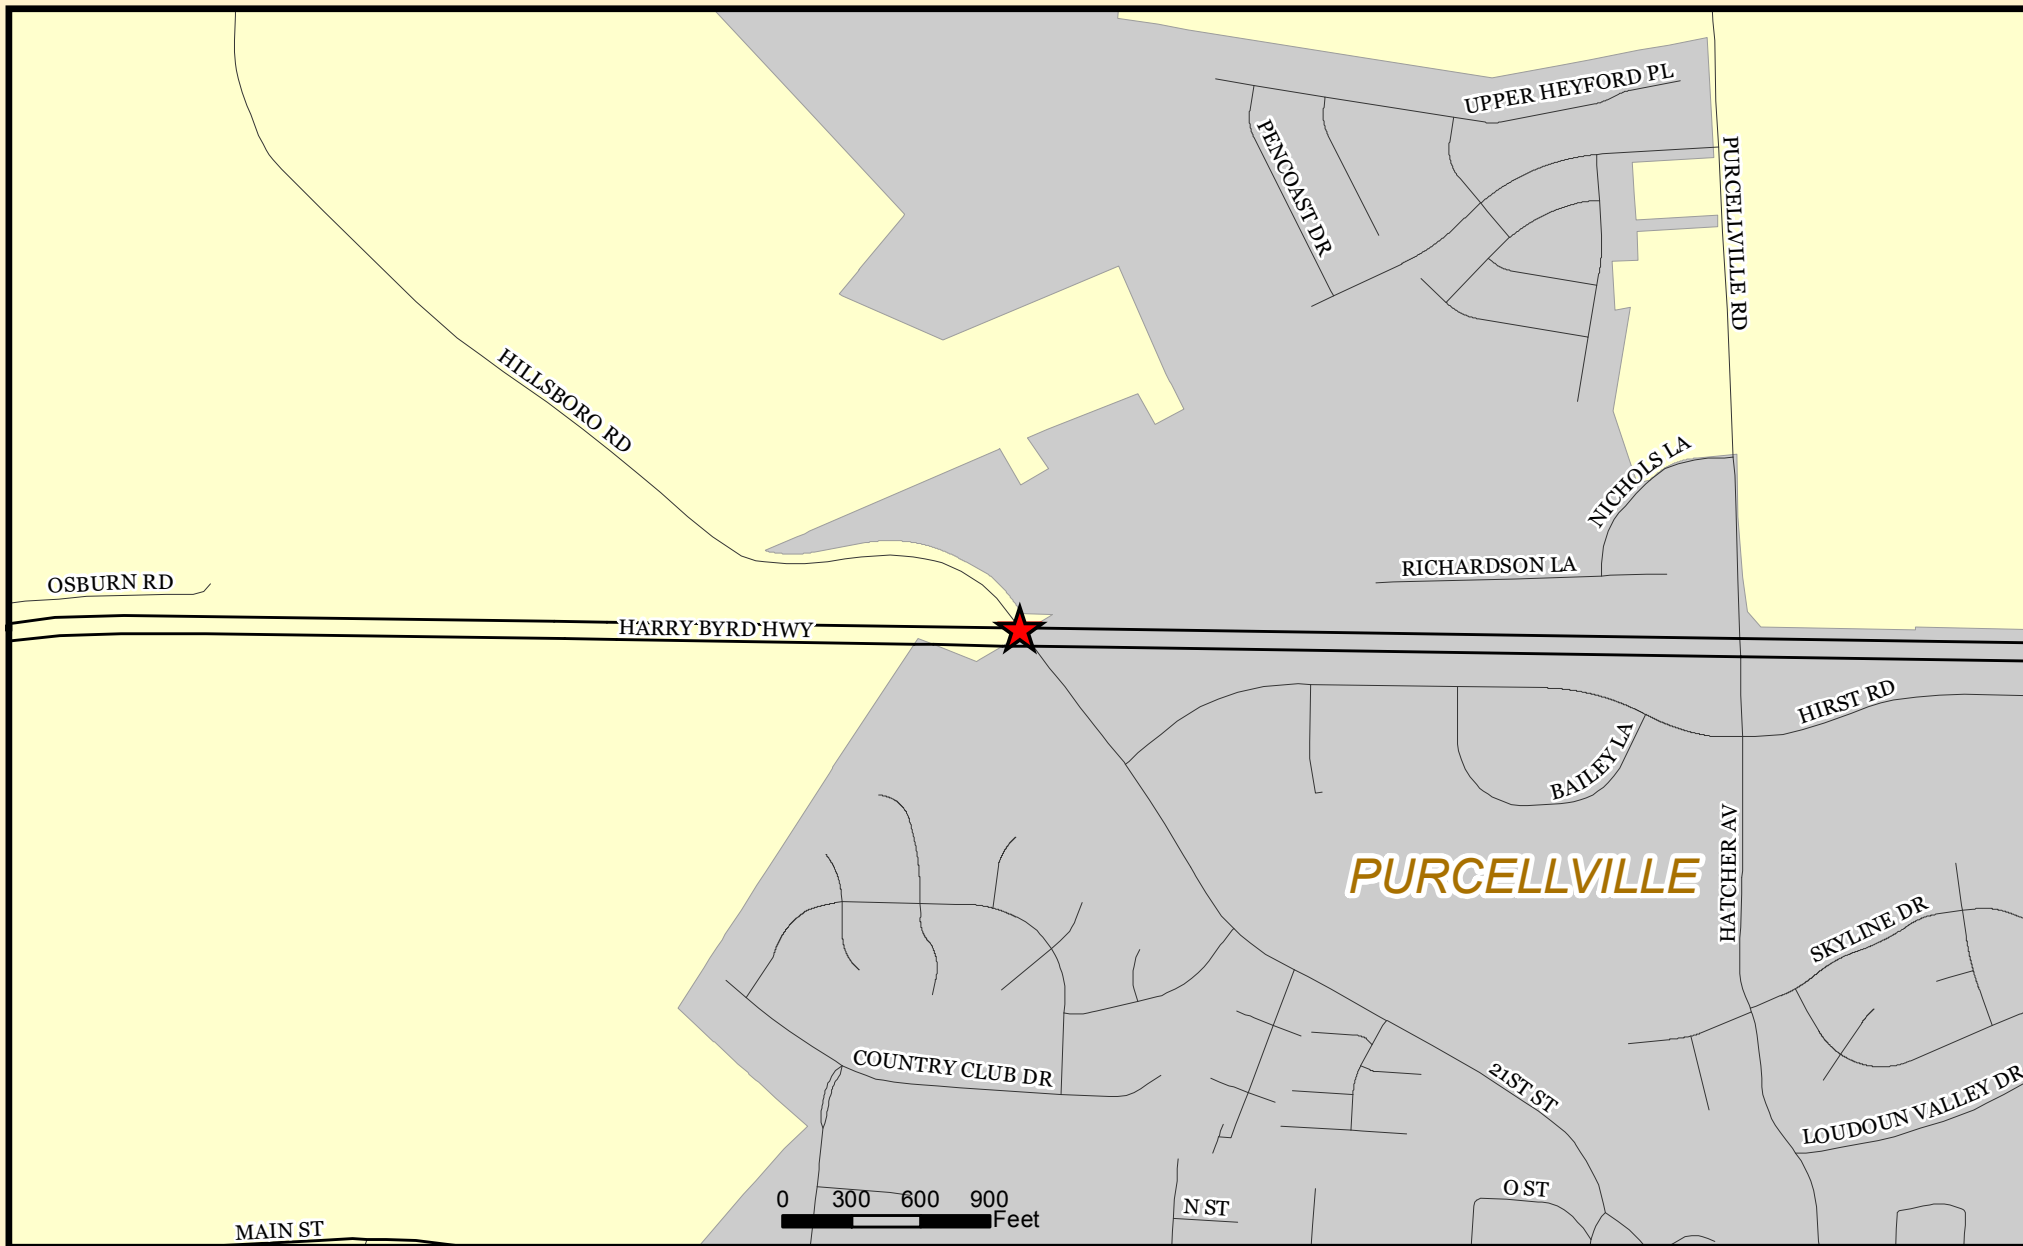 UPPER HEYFORD PL
PENCOAST DR
PURCELLVILLE RD
HILLSBORO RD
NICHOLS LA
RICHARDSON LA
OSBURN RD
HARRY BYRD HWY
HIRST RD
BAILEY LA
PURCELLVILLE
HATCHER AV
SKYLINE DR
COUNTRY CLUB DR
21ST ST
LOUDOUN VALLEY DR
0 300 600 900
Feet
N ST
O ST
MAIN ST